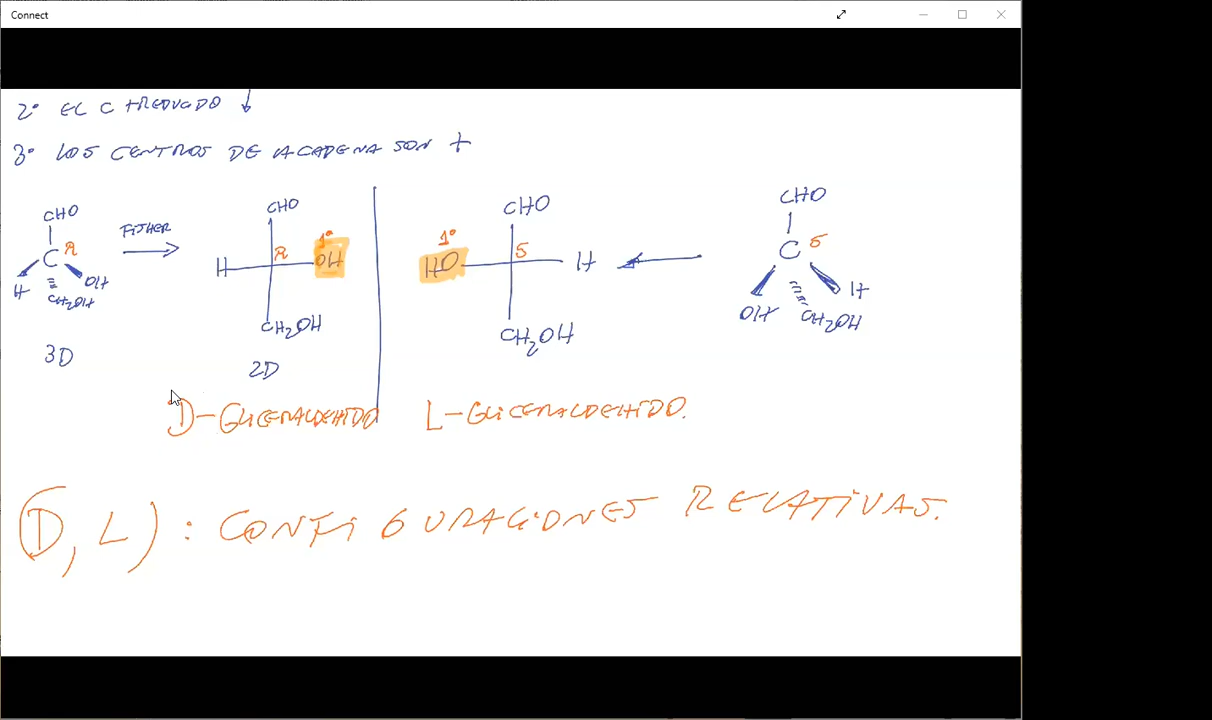 Connect
2° EL C + REDUCIDO ↓
3° LOS CENTROS DE LA CADENA SON +
CHO
C R
H OH
CH2OH
3D
FISHER
CHO
1°
R
H OH
CH2OH
2D
CHO
1°
S
HO H
CH2OH
CHO
C S
OH H
CH2OH
D-GLICERALDEHIDO L-GLICERALDEHIDO.
(D, L) : CONFIGURACIONES RELATIVAS.